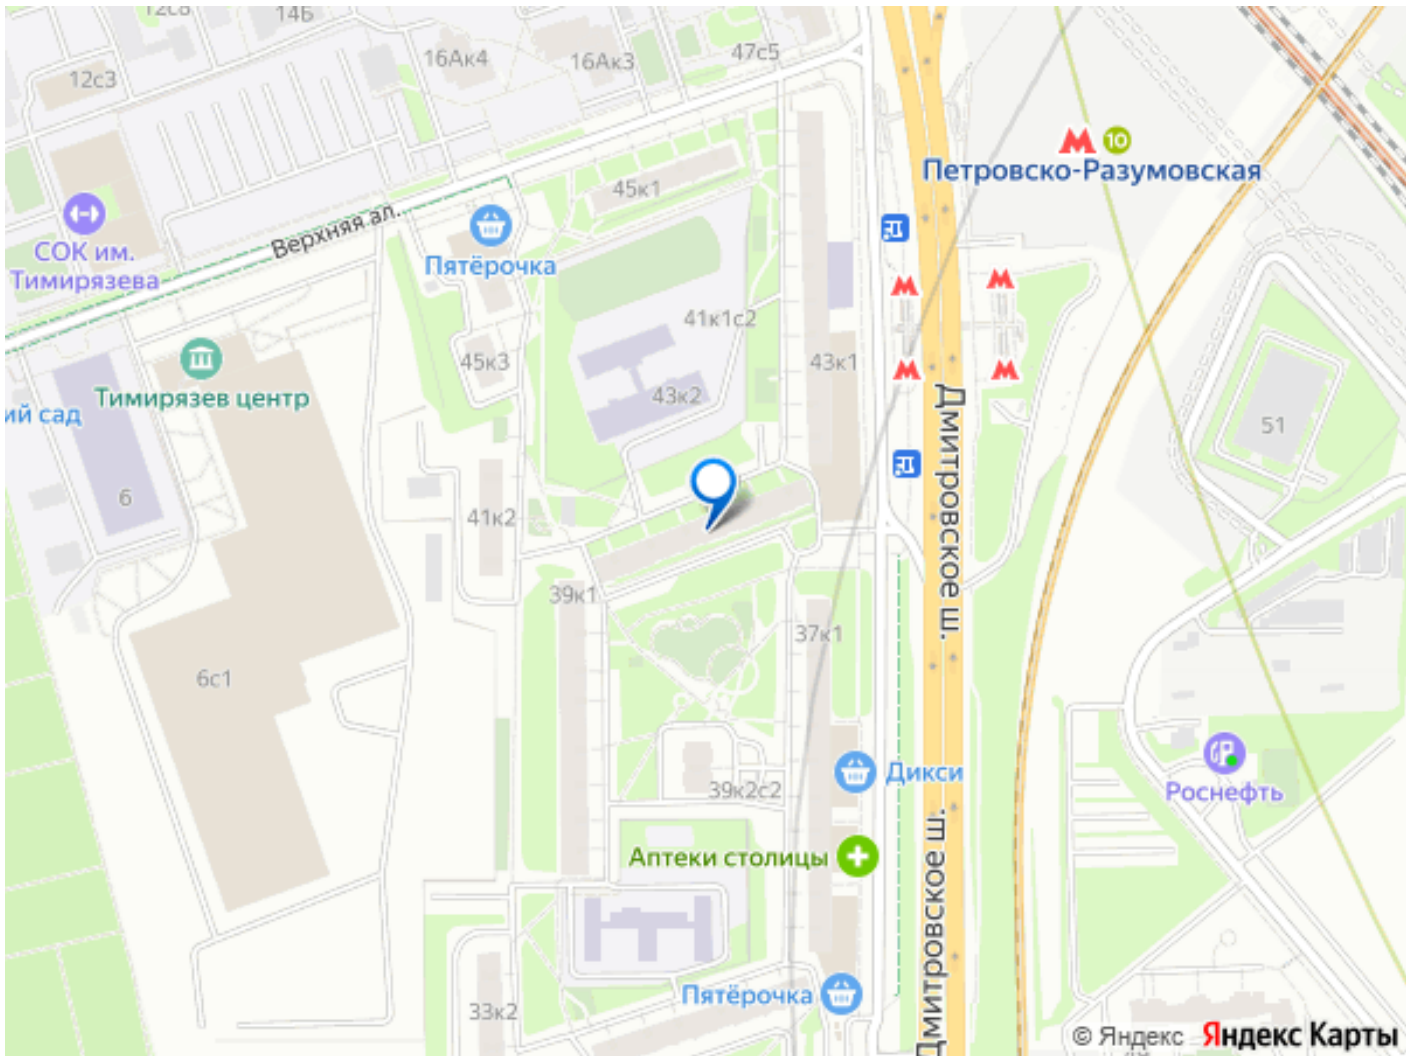 12с8
14Б
47с5
16Ак4
16Ак3
12с3
10
Петровско-Разумовская
45к1
Верхняя ал.
СОК им.
Тимирязева
Пятёрочка
41к1с2
45к3
43к1
Тимирязев центр
43к2
ий сад
Дмитровское ш.
51
6
41к2
39к1
37к1
6с1
Дикси
39к2с2
Роснефть
Дмитровское ш.
Аптеки столицы
Пятёрочка
33к2
© Яндекс Яндекс Карты